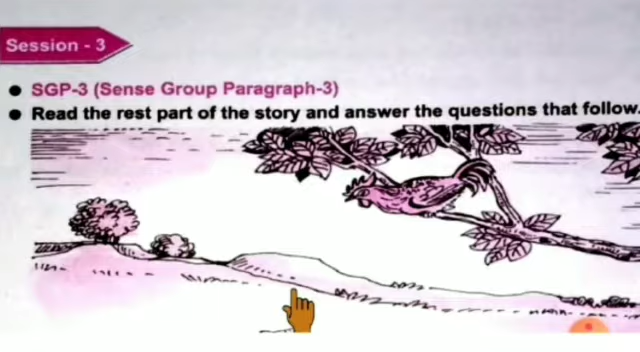 Session - 3
● SGP-3 (Sense Group Paragraph-3)
● Read the rest part of the story and answer the questions that follow.